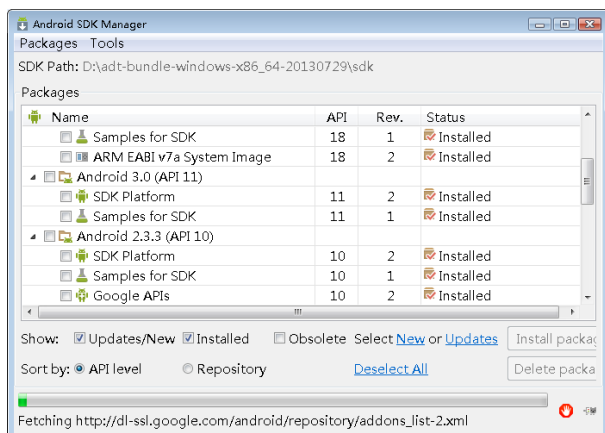 Android SDK Manager
Packages Tools
SDK Path: D:\adt-bundle-windows-x86_64-20130729\sdk
Packages
Name API Rev. Status
Samples for SDK 18 1 Installed
ARM EABI v7a System Image 18 2 Installed
Android 3.0 (API 11)
SDK Platform 11 2 Installed
Samples for SDK 11 1 Installed
Android 2.3.3 (API 10)
SDK Platform 10 2 Installed
Samples for SDK 10 1 Installed
Google APIs 10 2 Installed
Show: Updates/New Installed Obsolete Select New or Updates Install packag
Sort by: API level Repository Deselect All Delete packa
Fetching http://dl-ssl.google.com/android/repository/addons_list-2.xml